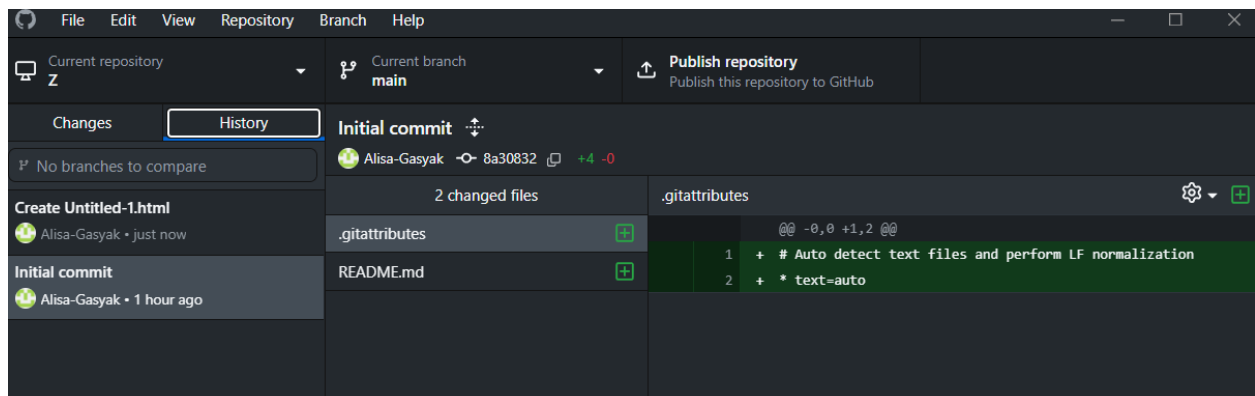 File Edit View Repository Branch Help
Current repository
Z
Current branch
main
Publish repository
Publish this repository to GitHub
Changes History
No branches to compare
Create Untitled-1.html
Alisa-Gasyak • just now
Initial commit
Alisa-Gasyak • 1 hour ago
Initial commit
Alisa-Gasyak 8a30832 +4 -0
2 changed files
.gitattributes
README.md
.gitattributes
@@ -0,0 +1,2 @@
1 + # Auto detect text files and perform LF normalization
2 + * text=auto